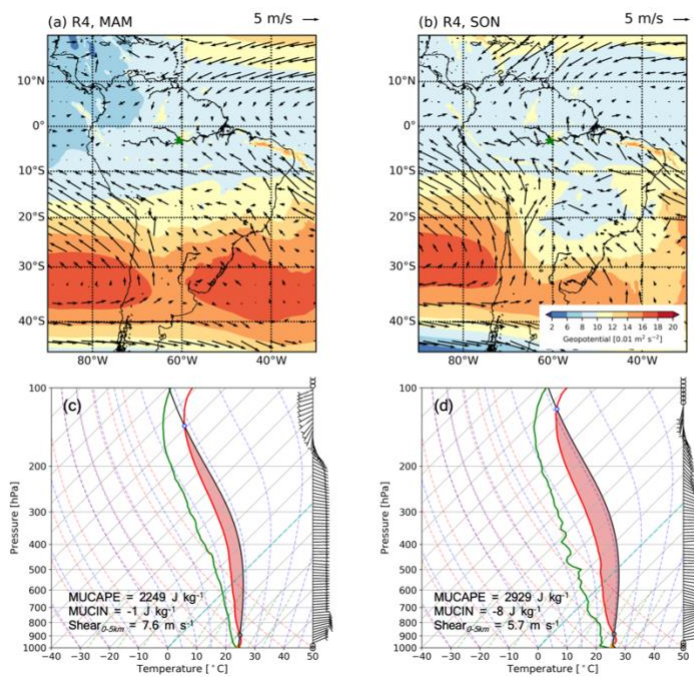 (a) R4, MAM 5 m/s
(b) R4, SON 5 m/s
10°N
0°
10°S
20°S
30°S
40°S
80°W 60°W 40°W
10°N
0°
10°S
20°S
30°S
40°S
2 6 8 10 12 14 16 18 20
Geopotential [0.01 m² s⁻²]
80°W 60°W 40°W
(c)
Pressure [hPa]
100
200
300
400
500
600
700
800
900
1000
MUCAPE = 2249 J kg⁻¹
MUCIN = -1 J kg⁻¹
Shear₀₋₅ₖₘ = 7.6 m s⁻¹
−40 −30 −20 −10 0 10 20 30 40 50
Temperature [°C]
(d)
Pressure [hPa]
100
200
300
400
500
600
700
800
900
1000
MUCAPE = 2929 J kg⁻¹
MUCIN = -8 J kg⁻¹
Shear₀₋₅ₖₘ = 5.7 m s⁻¹
−40 −30 −20 −10 0 10 20 30 40 50
Temperature [°C]